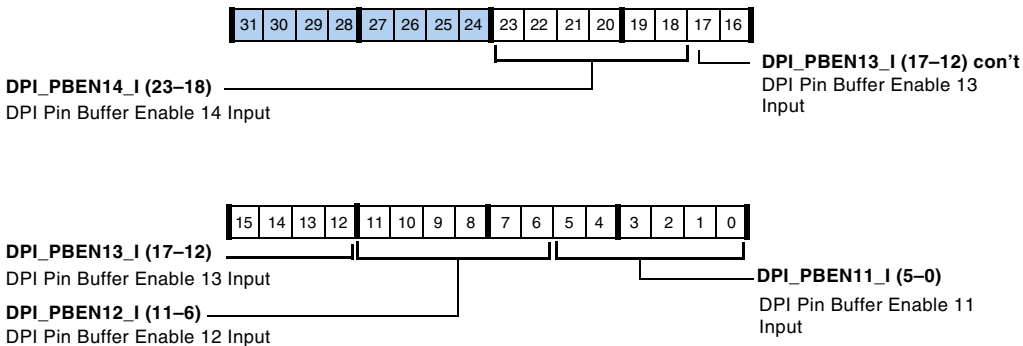 31 30 29 28 27 26 25 24 23 22 21 20 19 18 17 16
DPI_PBEN13_I (17–12) con't
DPI Pin Buffer Enable 13
Input
DPI_PBEN14_I (23–18)
DPI Pin Buffer Enable 14 Input
15 14 13 12 11 10 9 8 7 6 5 4 3 2 1 0
DPI_PBEN13_I (17–12)
DPI Pin Buffer Enable 13 Input
DPI_PBEN11_I (5–0)
DPI Pin Buffer Enable 11
Input
DPI_PBEN12_I (11–6)
DPI Pin Buffer Enable 12 Input